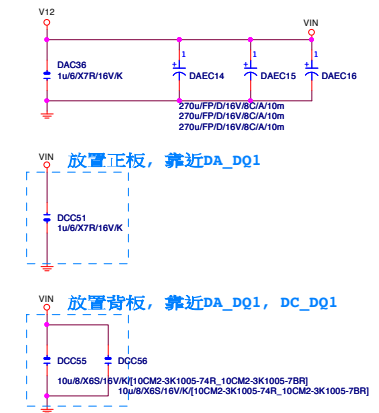 V12
VIN
DAC36
1u/6/X7R/16V/K
1
1
1
+
+
+
DAEC14
DAEC15
DAEC16
270u/FP/D/16V/8C/A/10m
270u/FP/D/16V/8C/A/10m
270u/FP/D/16V/8C/A/10m
VIN
放置正板, 靠近DA_DQ1
DCC51
1u/6/X7R/16V/K
VIN
放置背板, 靠近DA_DQ1, DC_DQ1
DCC55
DCC56
10u/8/X6S/16V/K/[10CM2-3K1005-74R_10CM2-3K1005-7BR]
10u/8/X6S/16V/K/[10CM2-3K1005-74R_10CM2-3K1005-7BR]